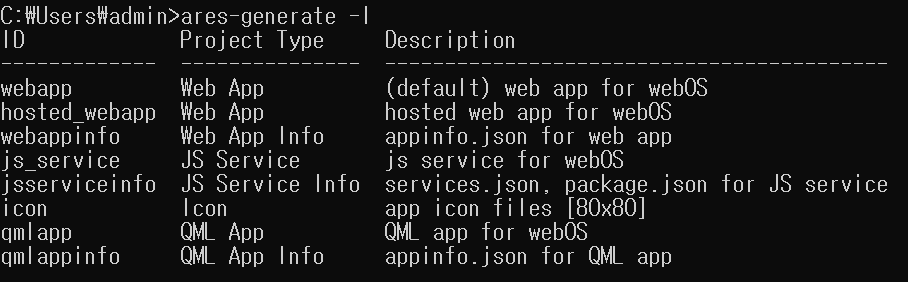 C:₩Users₩admin>ares-generate -l
ID Project Type Description
------------- --------------- ------------------------------------------
webapp Web App (default) web app for webOS
hosted_webapp Web App hosted web app for webOS
webappinfo Web App Info appinfo.json for web app
js_service JS Service js service for webOS
jsserviceinfo JS Service Info services.json, package.json for JS service
icon Icon app icon files [80x80]
qmlapp QML App QML app for webOS
qmlappinfo QML App Info appinfo.json for QML app